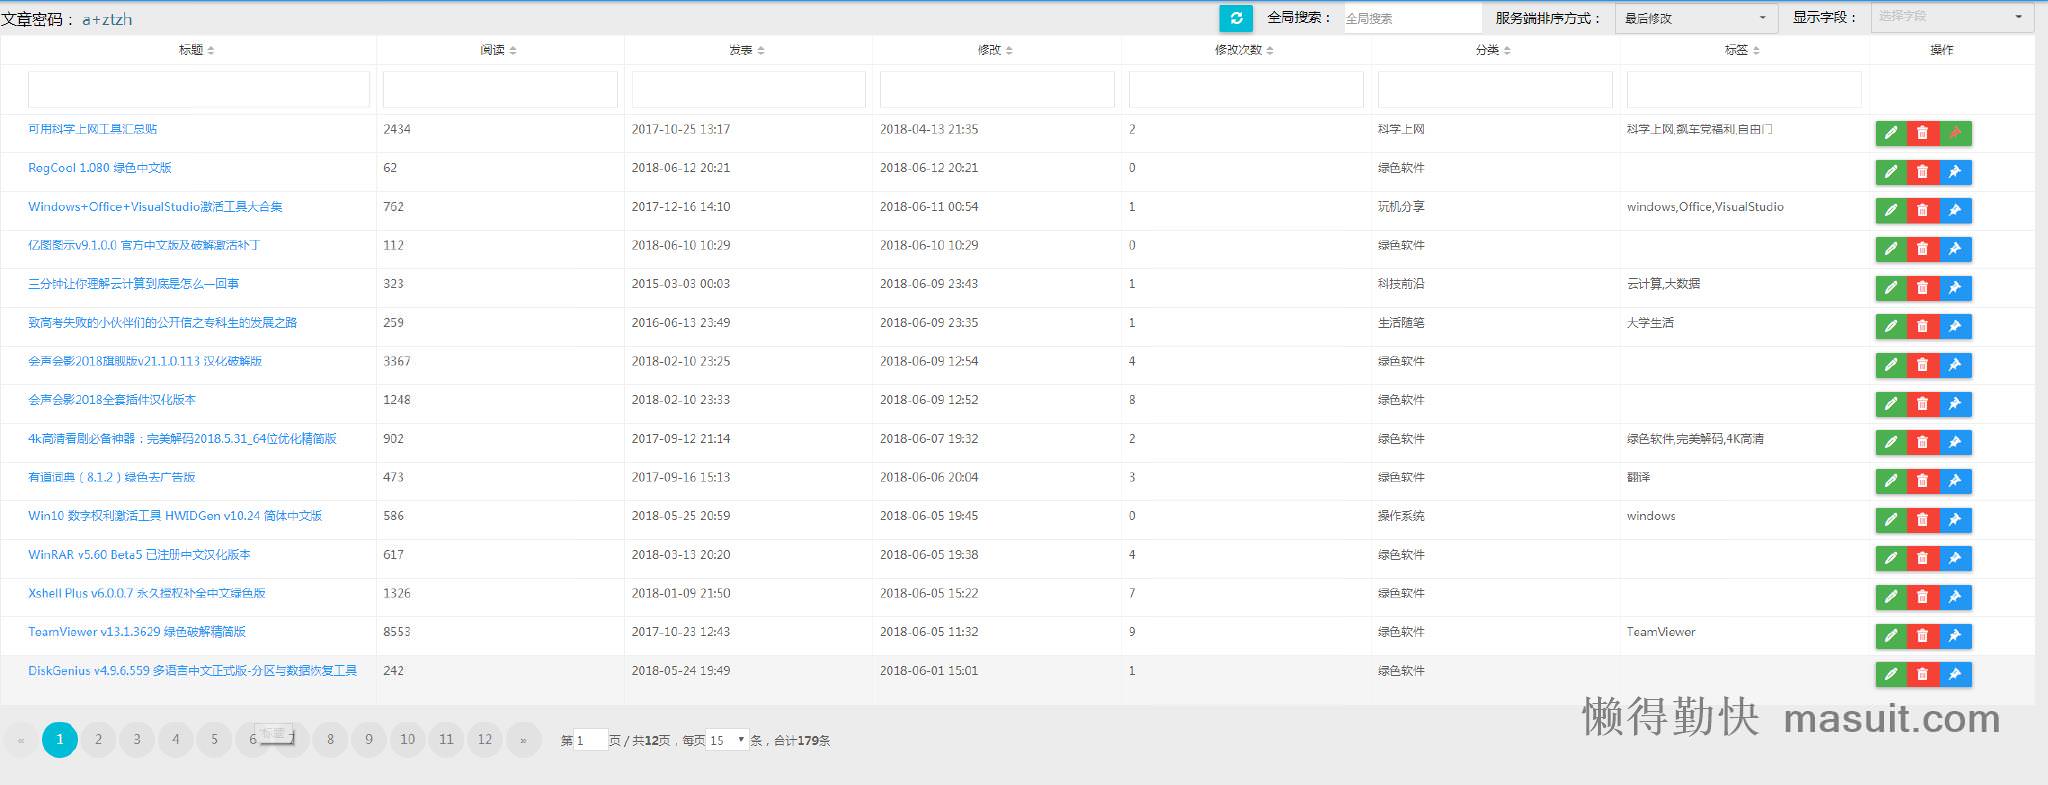 文章密码： a+ztzh 全局搜索： 全局搜索 服务端排序方式： 最后修改 显示字段： 选择字段
标题 阅读 发表 修改 修改次数 分类 标签 操作
可用科学上网工具汇总贴 2434 2017-10-25 13:17 2018-04-13 21:35 2 科学上网 科学上网,飙车党福利,自由门
RegCool 1.080 绿色中文版 62 2018-06-12 20:21 2018-06-12 20:21 0 绿色软件
Windows+Office+VisualStudio激活工具大合集 762 2017-12-16 14:10 2018-06-11 00:54 1 玩机分享 windows,Office,VisualStudio
亿图图示v9.1.0.0 官方中文版及破解激活补丁 112 2018-06-10 10:29 2018-06-10 10:29 0 绿色软件
三分钟让你理解云计算到底是怎么一回事 323 2015-03-03 00:03 2018-06-09 23:43 1 科技前沿 云计算,大数据
致高考失败的小伙伴们的公开信之专科生的发展之路 259 2016-06-13 23:49 2018-06-09 23:35 1 生活随笔 大学生活
会声会影2018旗舰版v21.1.0.113 汉化破解版 3367 2018-02-10 23:25 2018-06-09 12:54 4 绿色软件
会声会影2018全套插件汉化版本 1248 2018-02-10 23:33 2018-06-09 12:52 8 绿色软件
4k高清看剧必备神器：完美解码2018.5.31_64位优化精简版 902 2017-09-12 21:14 2018-06-07 19:32 2 绿色软件 绿色软件,完美解码,4K高清
有道词典（8.1.2）绿色去广告版 473 2017-09-16 15:13 2018-06-06 20:04 3 绿色软件 翻译
Win10 数字权利激活工具 HWIDGen v10.24 简体中文版 586 2018-05-25 20:59 2018-06-05 19:45 0 操作系统 windows
WinRAR v5.60 Beta5 已注册中文汉化版本 617 2018-03-13 20:20 2018-06-05 19:38 4 绿色软件
Xshell Plus v6.0.0.7 永久授权补全中文绿色版 1326 2018-01-09 21:50 2018-06-05 15:22 7 绿色软件
TeamViewer v13.1.3629 绿色破解精简版 8553 2017-10-23 12:43 2018-06-05 11:32 9 绿色软件 TeamViewer
DiskGenius v4.9.6.559 多语言中文正式版-分区与数据恢复工具 242 2018-05-24 19:49 2018-06-01 15:01 1 绿色软件
懒得勤快 masuit.com
« 1 2 3 4 5 6 标题 7 8 9 10 11 12 » 第 1 页 / 共12页，每页 15 条，合计179条